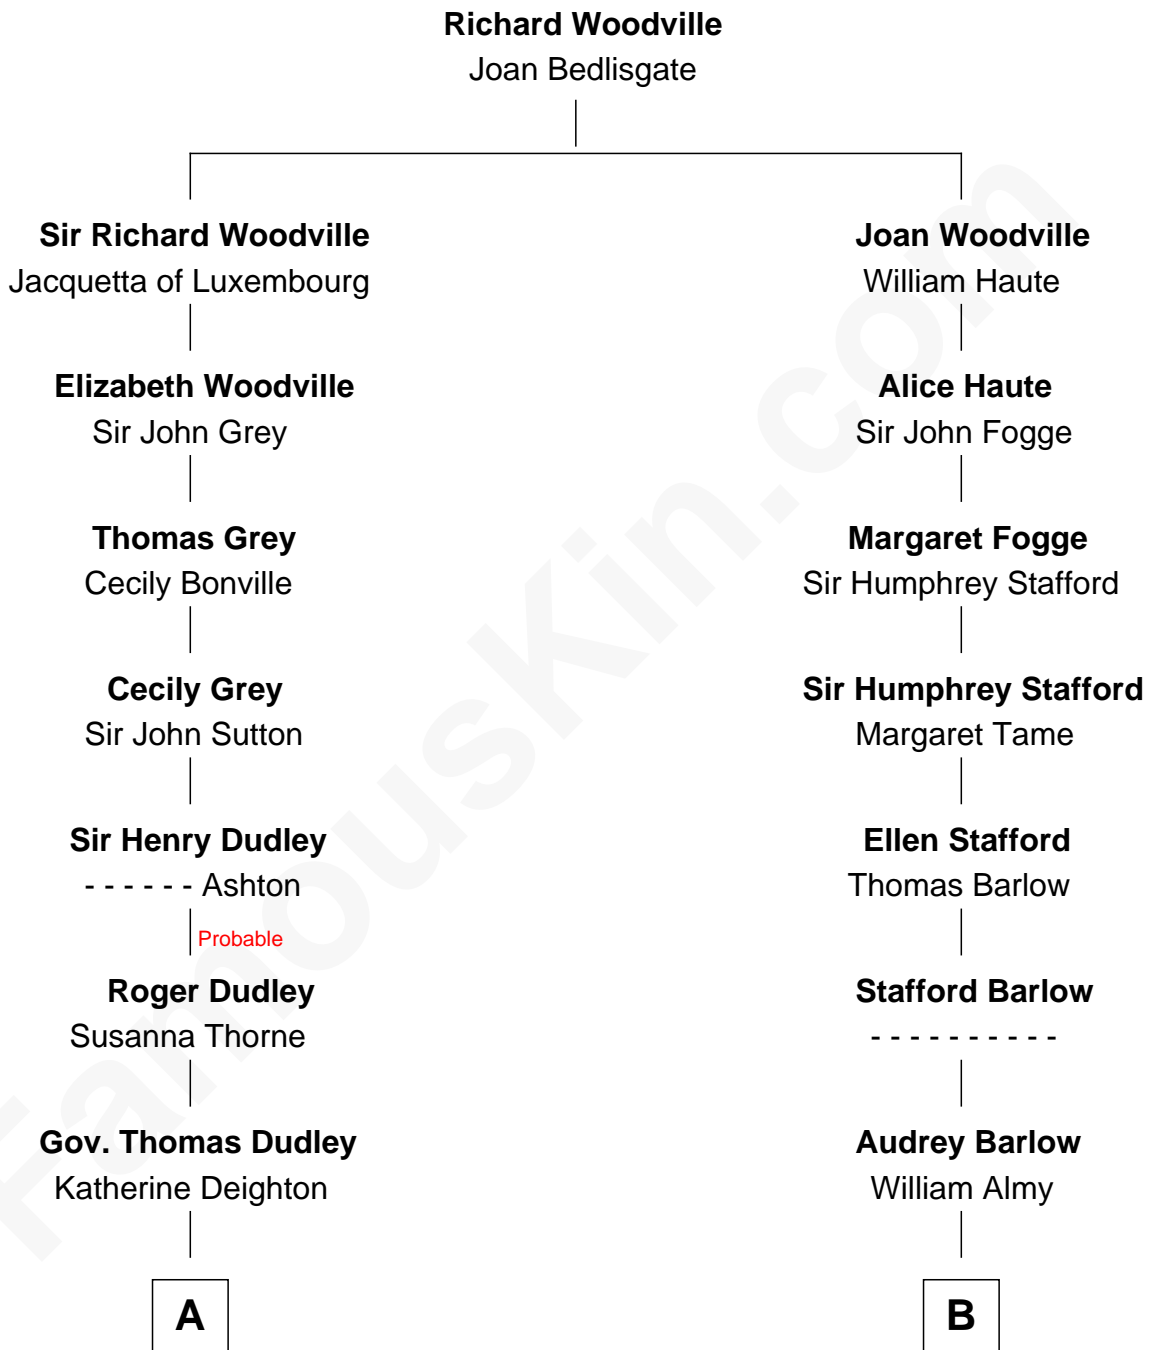 Richard Woodville
Joan Bedlisgate
Sir Richard Woodville
Jacquetta of Luxembourg
Joan Woodville
William Haute
Elizabeth Woodville
Sir John Grey
Alice Haute
Sir John Fogge
Thomas Grey
Cecily Bonville
Margaret Fogge
Sir Humphrey Stafford
Cecily Grey
Sir John Sutton
Sir Humphrey Stafford
Margaret Tame
Sir Henry Dudley
- - - - - - Ashton
Ellen Stafford
Thomas Barlow
Probable
Roger Dudley
Susanna Thorne
Stafford Barlow
- - - - - - - - - -
Gov. Thomas Dudley
Katherine Deighton
Audrey Barlow
William Almy
A
B
FamousKin.com